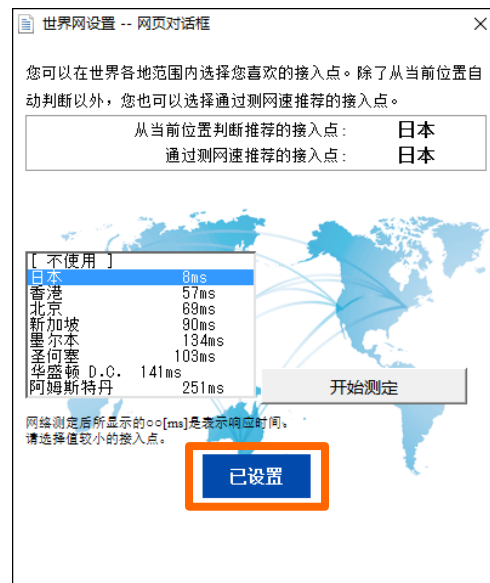 世界网设置 -- 网页对话框
您可以在世界各地范围内选择您喜欢的接入点。除了从当前位置自
动判断以外，您也可以选择通过测网速推荐的接入点。
从当前位置判断推荐的接入点： 日本
通过测网速推荐的接入点： 日本
[ 不使用 ]
日本 8ms
香港 57ms
北京 69ms
新加坡 90ms
墨尔本 134ms
圣何塞 103ms
华盛顿 D.C. 141ms
阿姆斯特丹 251ms
开始测定
网络测定后所显示的○○[ms]是表示响应时间。
请选择值较小的接入点。
已设置